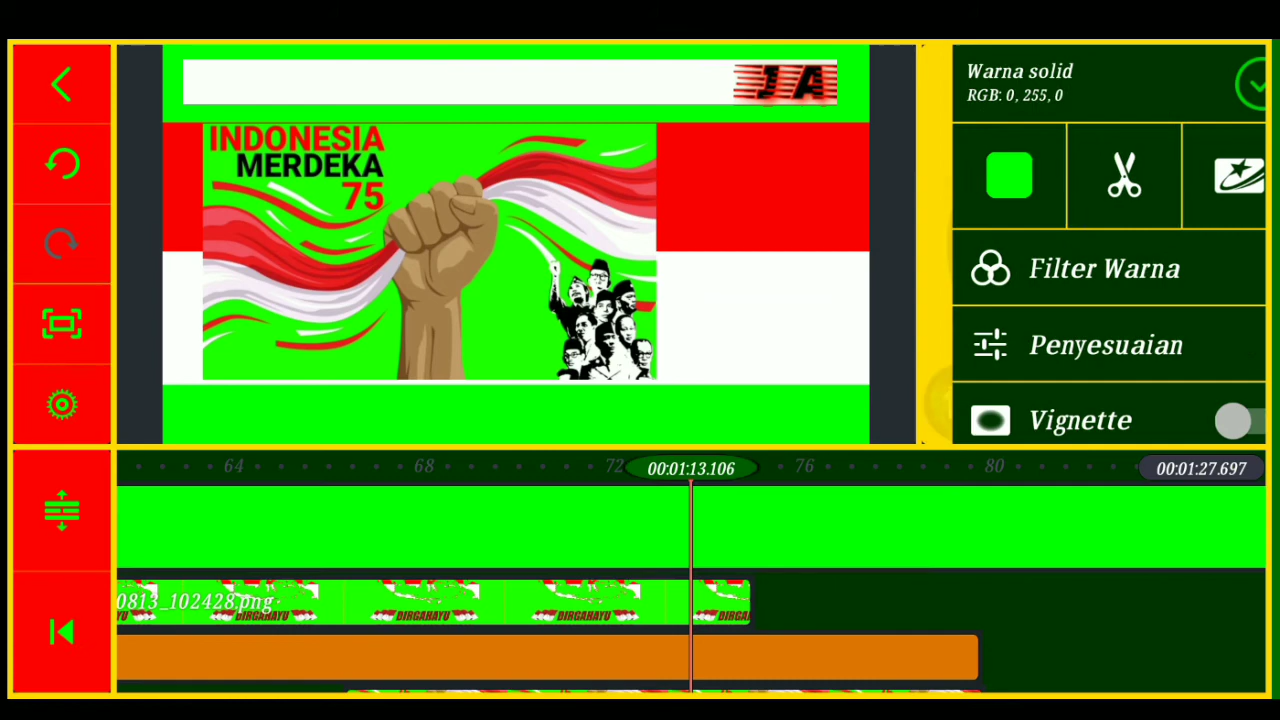 Warna solid
RGB: 0, 255, 0
JA
INDONESIA
MERDEKA
75
Filter Warna
Penyesuaian
Vignette
64
68
72
00:01:13.106
76
80
00:01:27.697
0813_102428.png
DIRGAHAYU
DIRGAHAYU
DIRGAHAYU